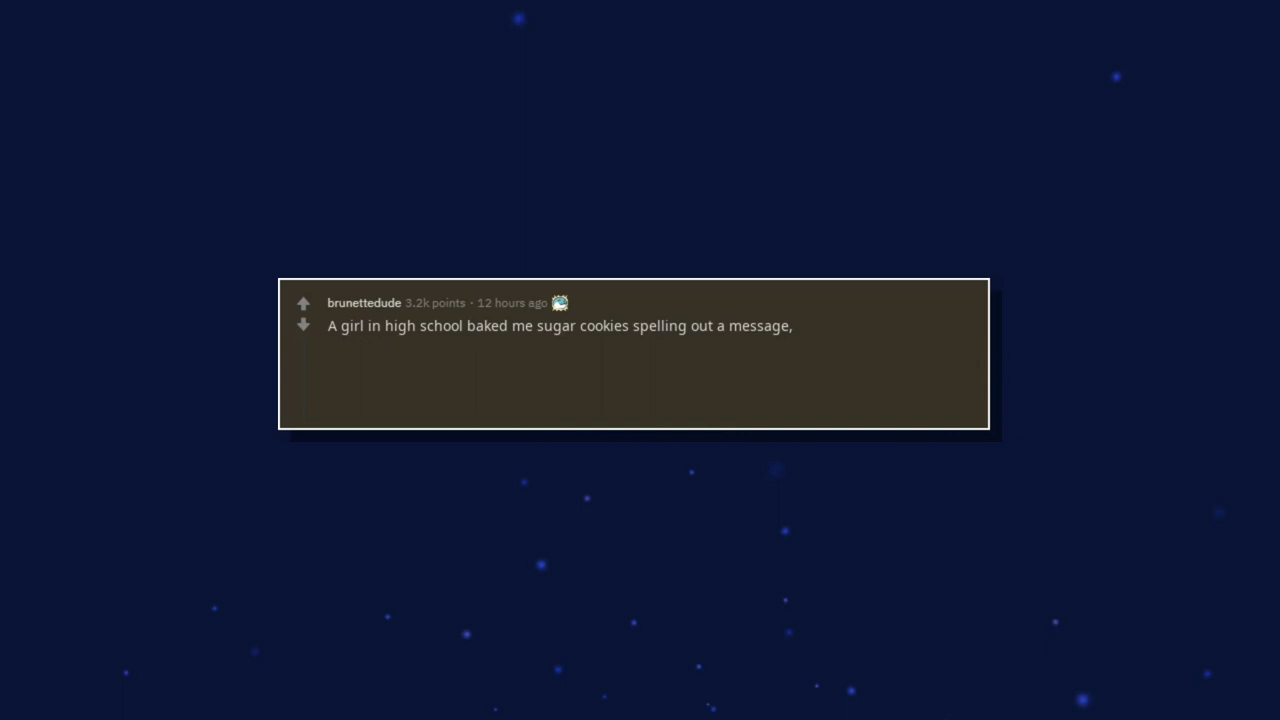 brunettedude 3.2k points · 12 hours ago
A girl in high school baked me sugar cookies spelling out a message,